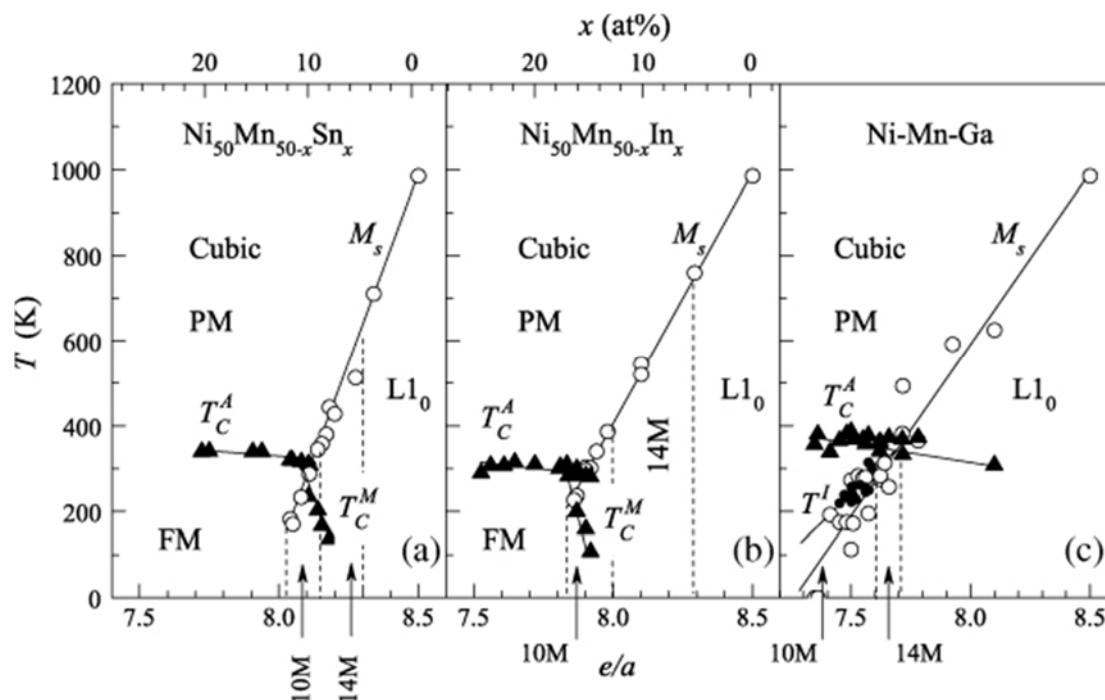 x (at%)
20 10 0 20 10 0
1200
Ni50Mn50-xSnx Ni50Mn50-xInx Ni-Mn-Ga
1000
Ms Ms Ms
Cubic Cubic Cubic
800
PM PM PM
T (K)
600
L10 L10 L10
14M
TCA TCA TCA
400
TCM TCM TI
200
FM (a) FM (b) (c)
0
7.5 8.0 8.5 7.5 8.0 8.5 7.5 8.0 8.5
10M 14M 10M e/a 10M 14M